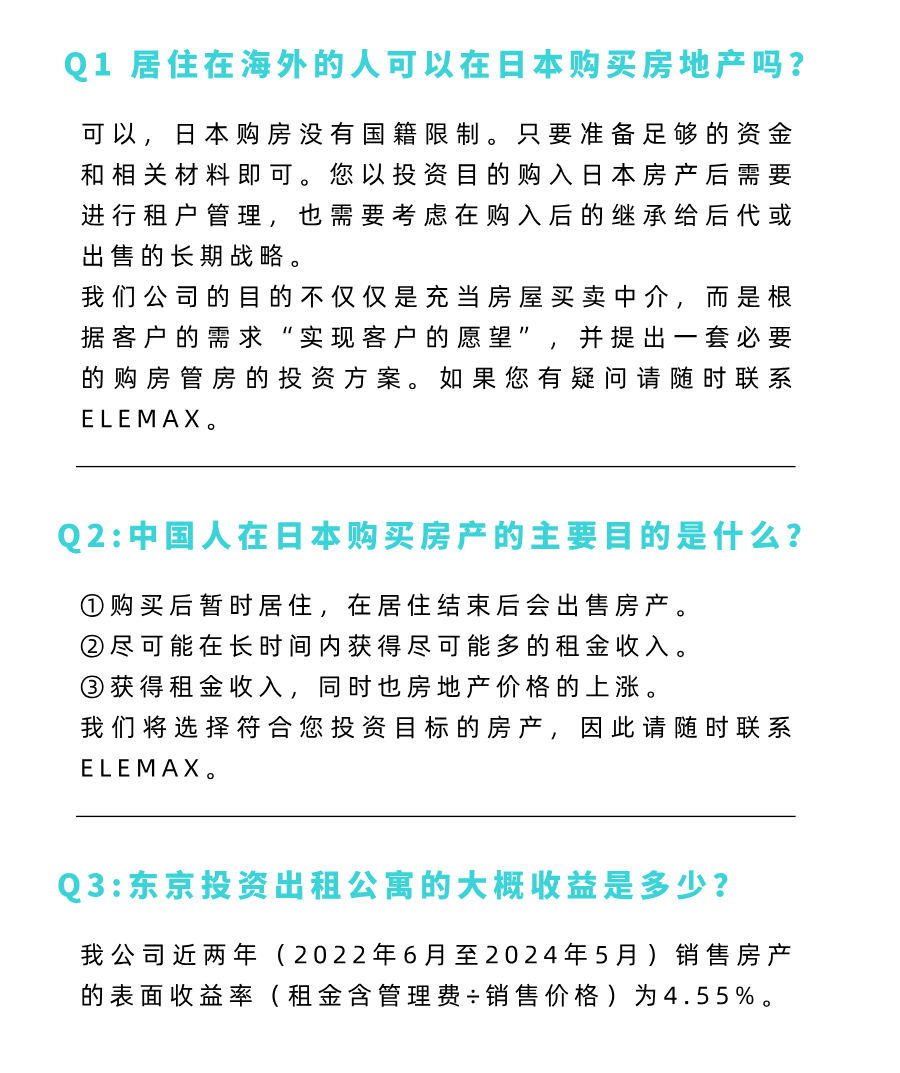 Q1 居住在海外的人可以在日本购买房地产吗?
可以，日本购房没有国籍限制。只要准备足够的资金
和相关材料即可。您以投资目的购入日本房产后需要
进行租户管理，也需要考虑在购入后的继承给后代或
出售的长期战略。
我们公司的目的不仅仅是充当房屋买卖中介，而是根
据客户的需求“实现客户的愿望”，并提出一套必要
的购房管房的投资方案。如果您有疑问请随时联系
ELEMAX。
Q2:中国人在日本购买房产的主要目的是什么?
①购买后暂时居住，在居住结束后会出售房产。
②尽可能在长时间内获得尽可能多的租金收入。
③获得租金收入，同时也房地产价格的上涨。
我们将选择符合您投资目标的房产，因此请随时联系
ELEMAX。
Q3:东京投资出租公寓的大概收益是多少?
我公司近两年（2022年6月至2024年5月）销售房产
的表面收益率（租金含管理费÷销售价格）为4.55%。